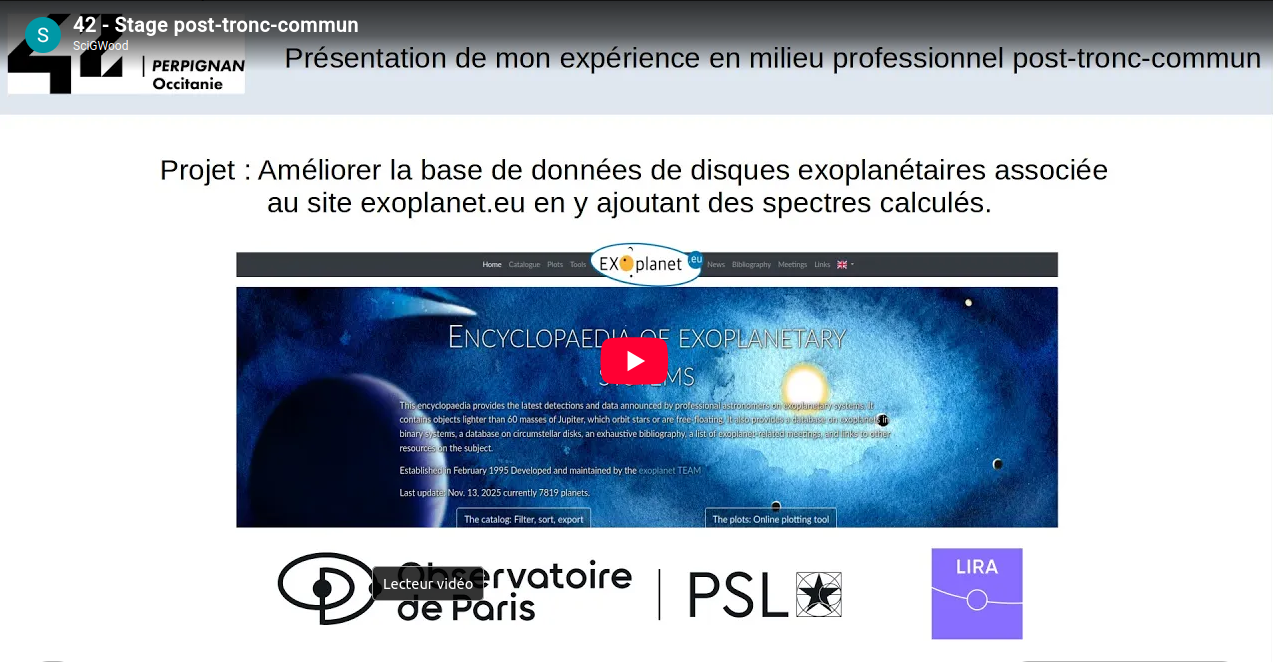 42 - Stage post-tronc-commun
S
SciGWood
42
PERPIGNAN
Occitanie
Présentation de mon expérience en milieu professionnel post-tronc-commun
Projet : Améliorer la base de données de disques exoplanétaires associée
au site exoplanet.eu en y ajoutant des spectres calculés.
Home Catalogue Plots Tools EXoplanet .eu News Bibliography Meetings Links
ENCYCLOPAEDIA OF EXOPLANETARY
SYSTEMS
This encyclopaedia provides the latest detections and data announced by professional astronomers on exoplanetary systems. It
contains objects lighter than 60 masses of Jupiter, which orbit stars or are free-floating. It also provides a database on exoplanets in
binary systems, a database on circumstellar disks, an exhaustive bibliography, a list of exoplanet-related meetings, and links to other
resources on the subject.
Established in February 1995 Developed and maintained by the exoplanet TEAM
Last update: Nov. 13, 2025 currently 7819 planets.
The catalog: Filter, sort, export
The plots: Online plotting tool
Observatoire
de Paris
Lecteur vidéo
PSL
LIRA